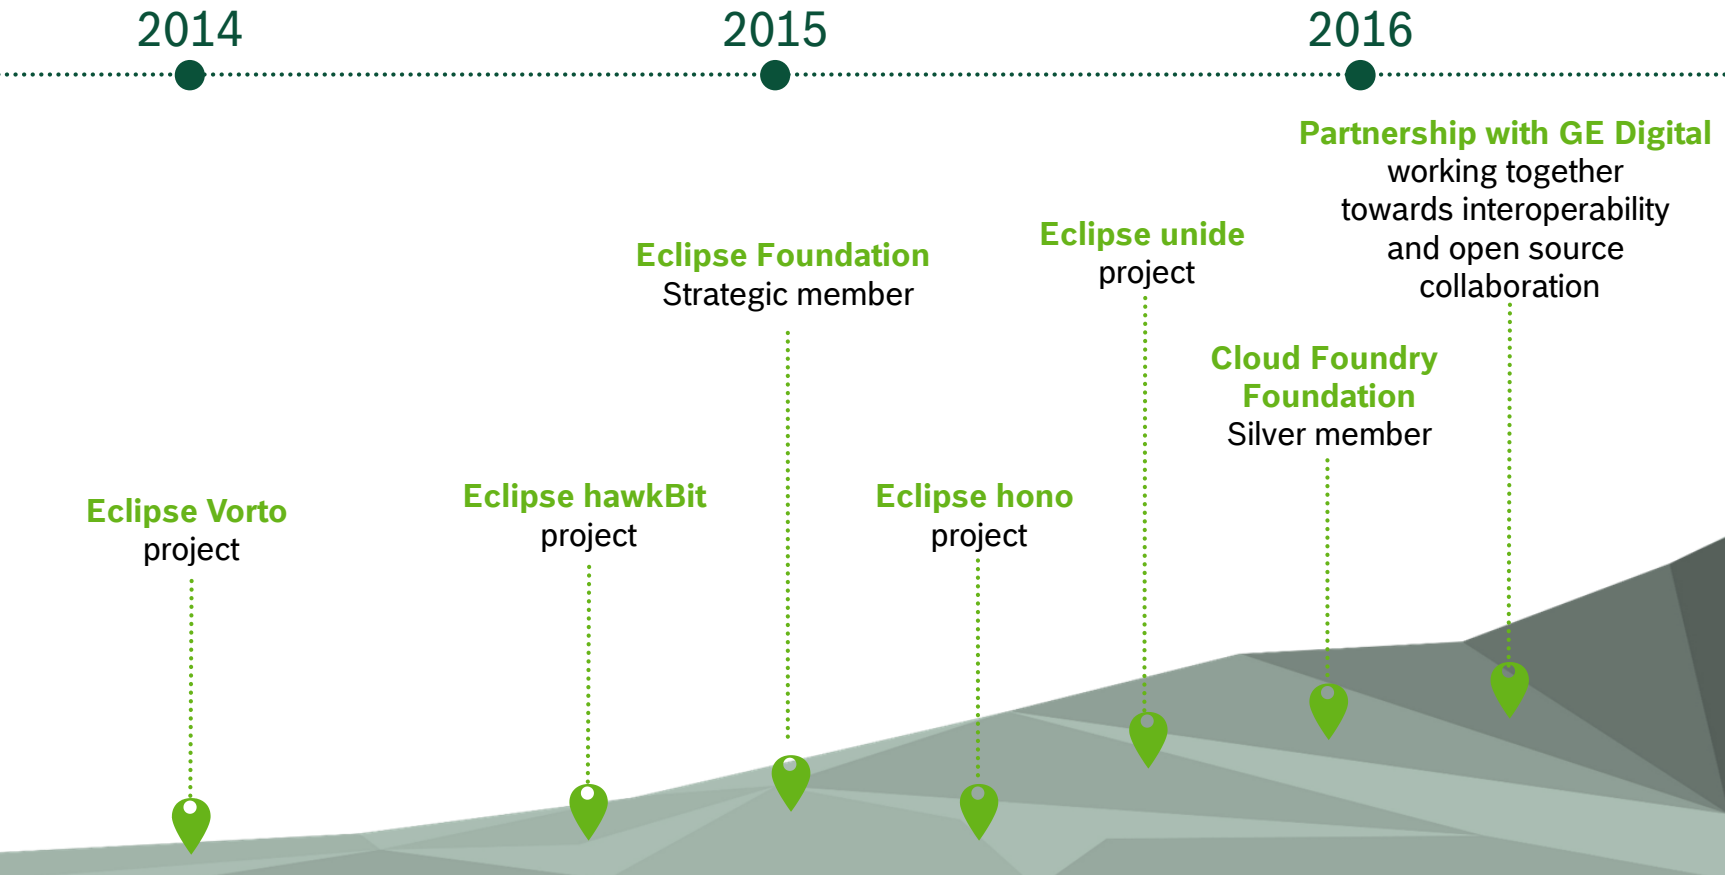 2014
2015
2016
Eclipse Vorto
project
Eclipse hawkBit
project
Eclipse Foundation
Strategic member
Eclipse hono
project
Eclipse unide
project
Cloud Foundry
Foundation
Silver member
Partnership with GE Digital
working together
towards interoperability
and open source
collaboration